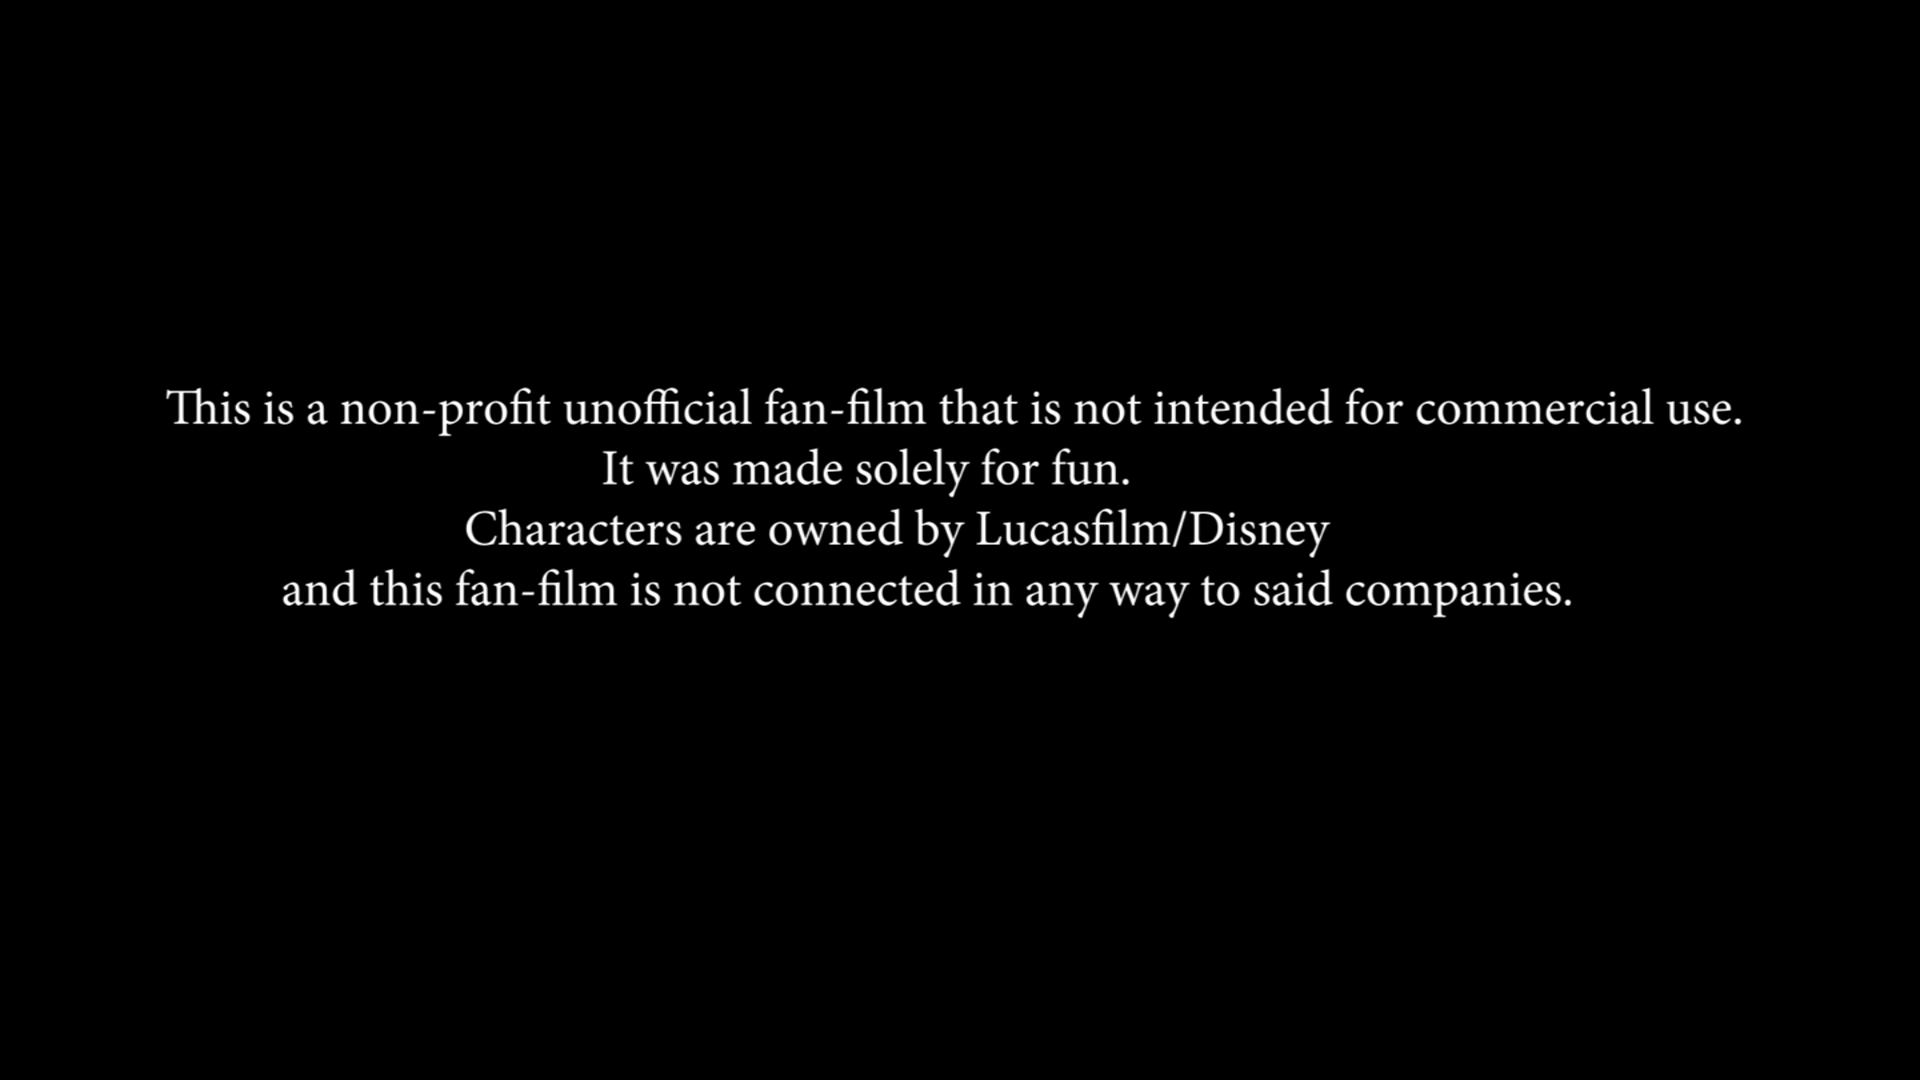 This is a non-profit unofficial fan-film that is not intended for commercial use.
It was made solely for fun.
Characters are owned by Lucasfilm/Disney
and this fan-film is not connected in any way to said companies.